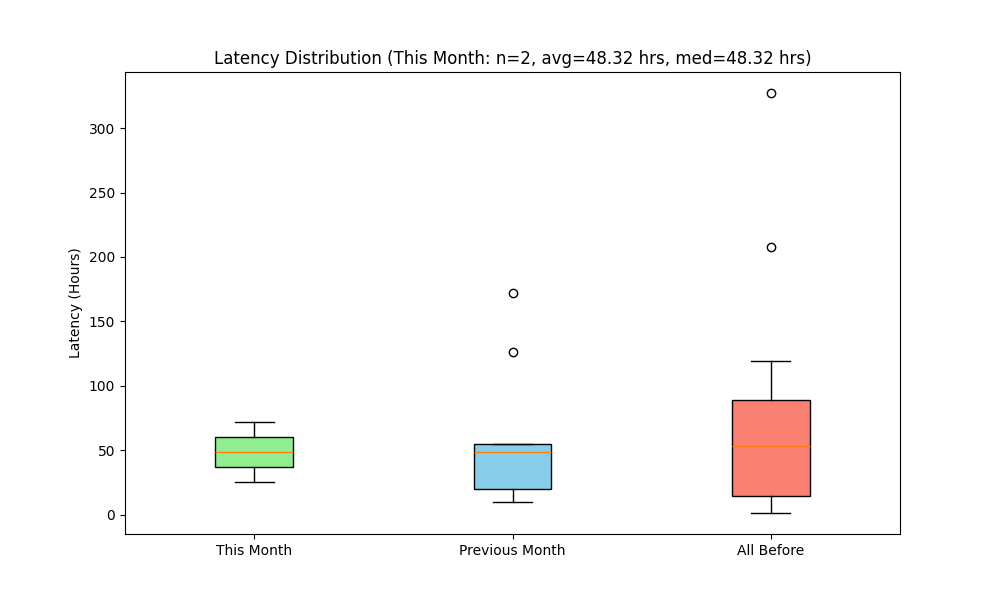 Latency Distribution (This Month: n=2, avg=48.32 hrs, med=48.32 hrs)
Latency (Hours)
300
250
200
150
100
50
0
This Month
Previous Month
All Before